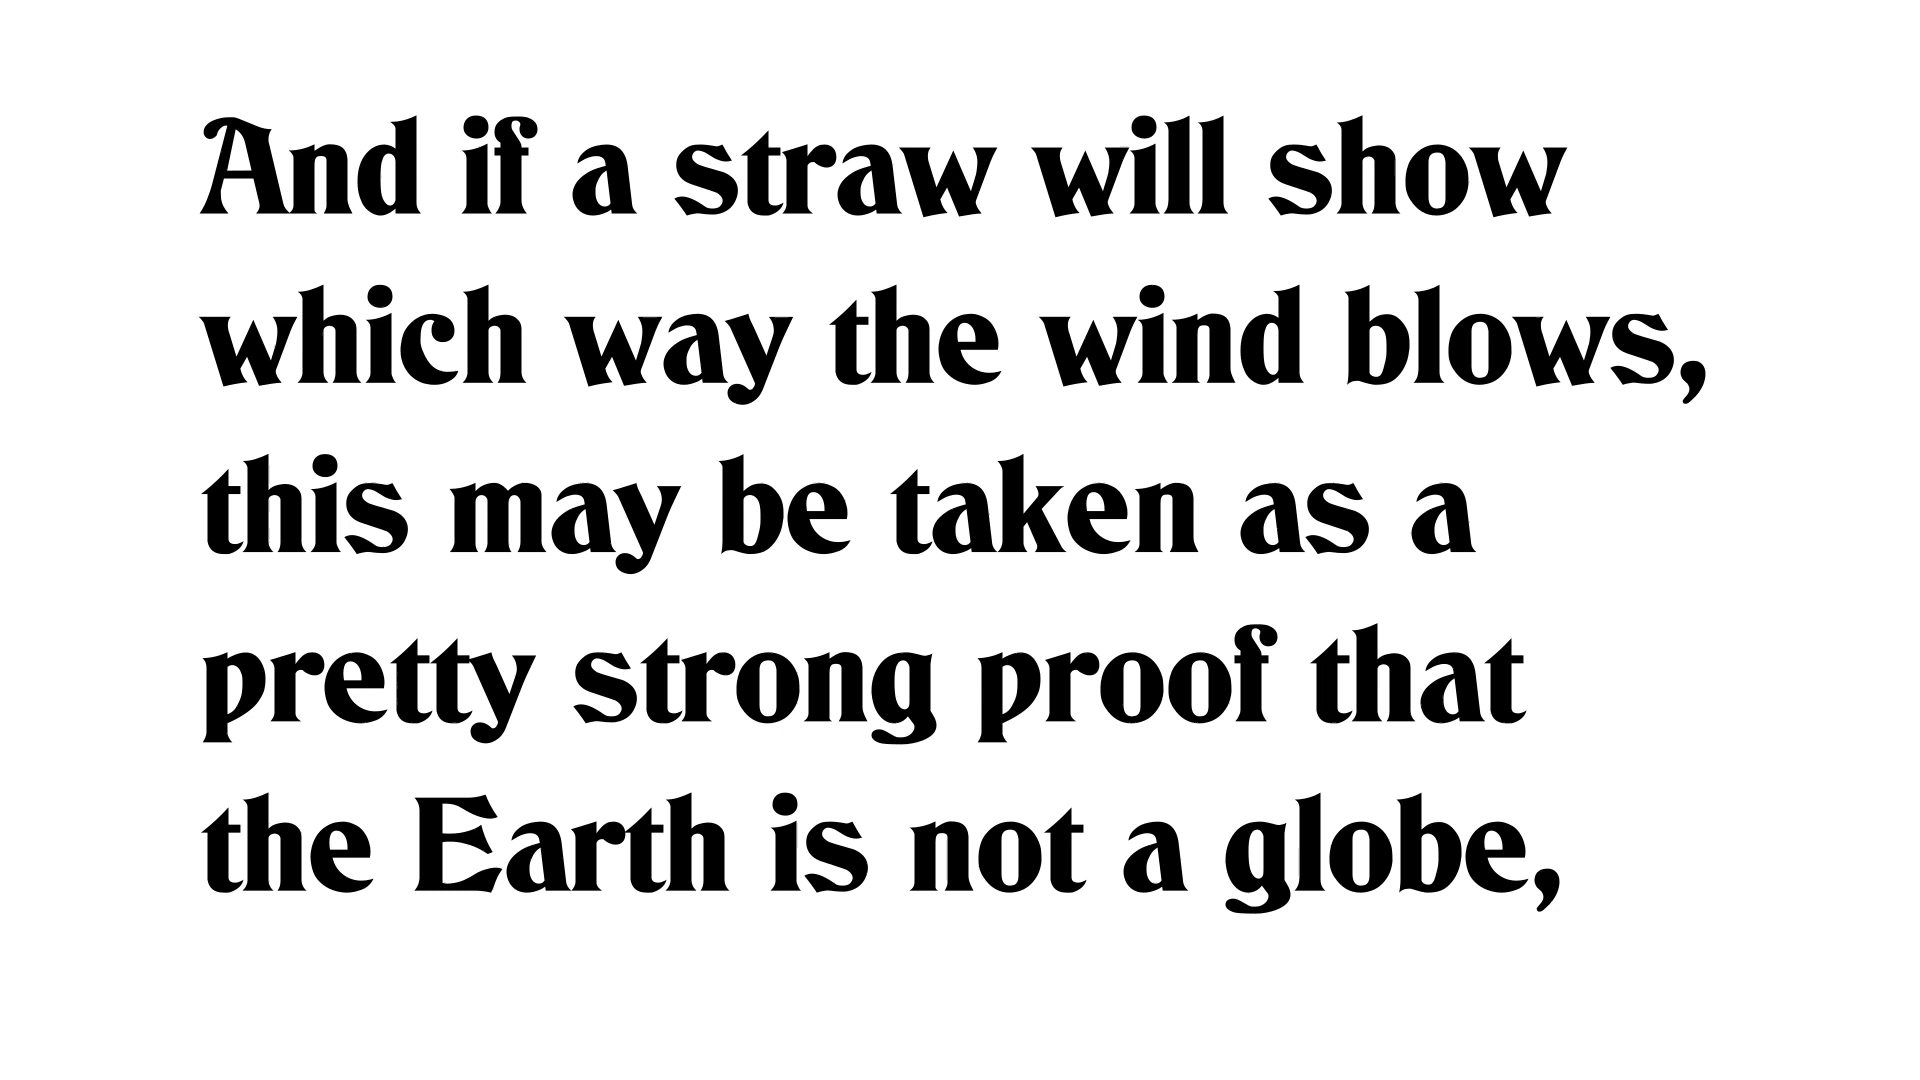 And if a straw will show
which way the wind blows,
this may be taken as a
pretty strong proof that
the Earth is not a globe,